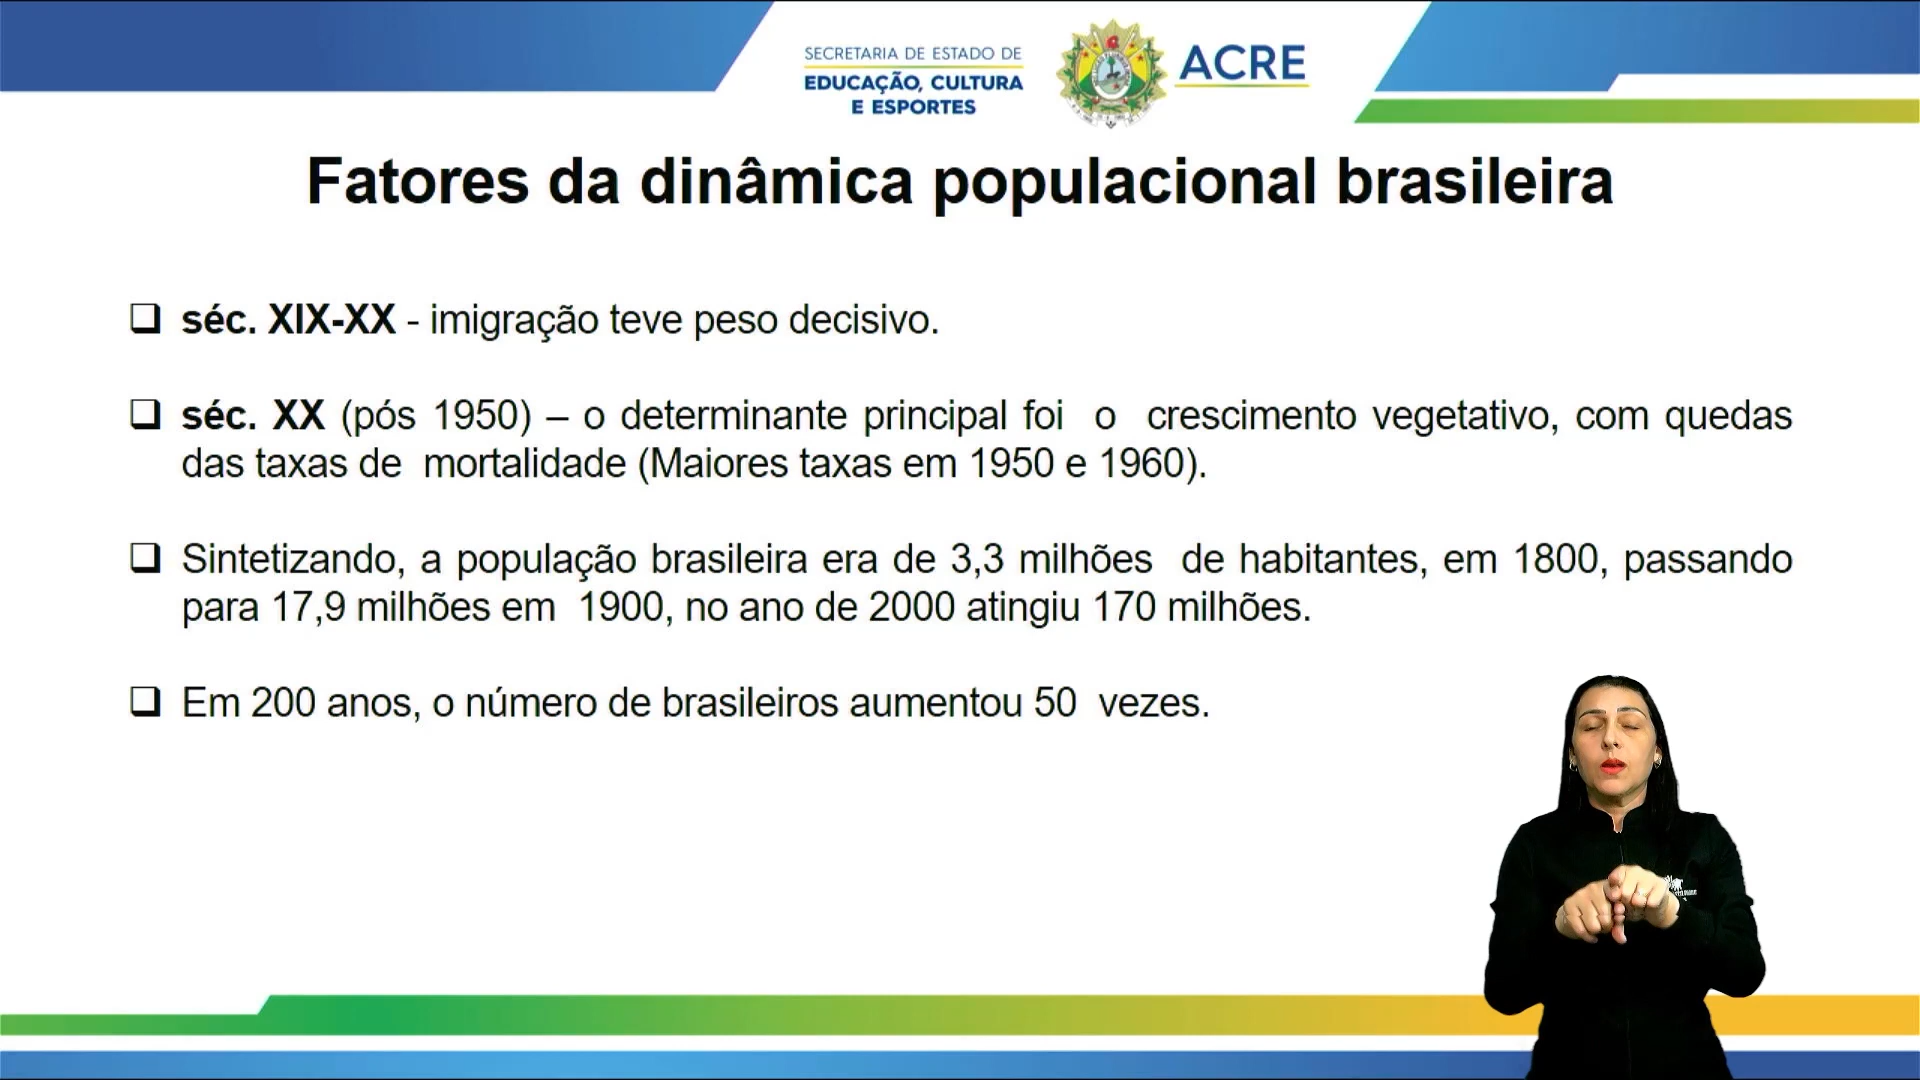 SECRETARIA DE ESTADO DE
EDUCAÇÃO, CULTURA
E ESPORTES
ACRE
Fatores da dinâmica populacional brasileira
séc. XIX-XX - imigração teve peso decisivo.
séc. XX (pós 1950) – o determinante principal foi o crescimento vegetativo, com quedas
das taxas de mortalidade (Maiores taxas em 1950 e 1960).
Sintetizando, a população brasileira era de 3,3 milhões de habitantes, em 1800, passando
para 17,9 milhões em 1900, no ano de 2000 atingiu 170 milhões.
Em 200 anos, o número de brasileiros aumentou 50 vezes.